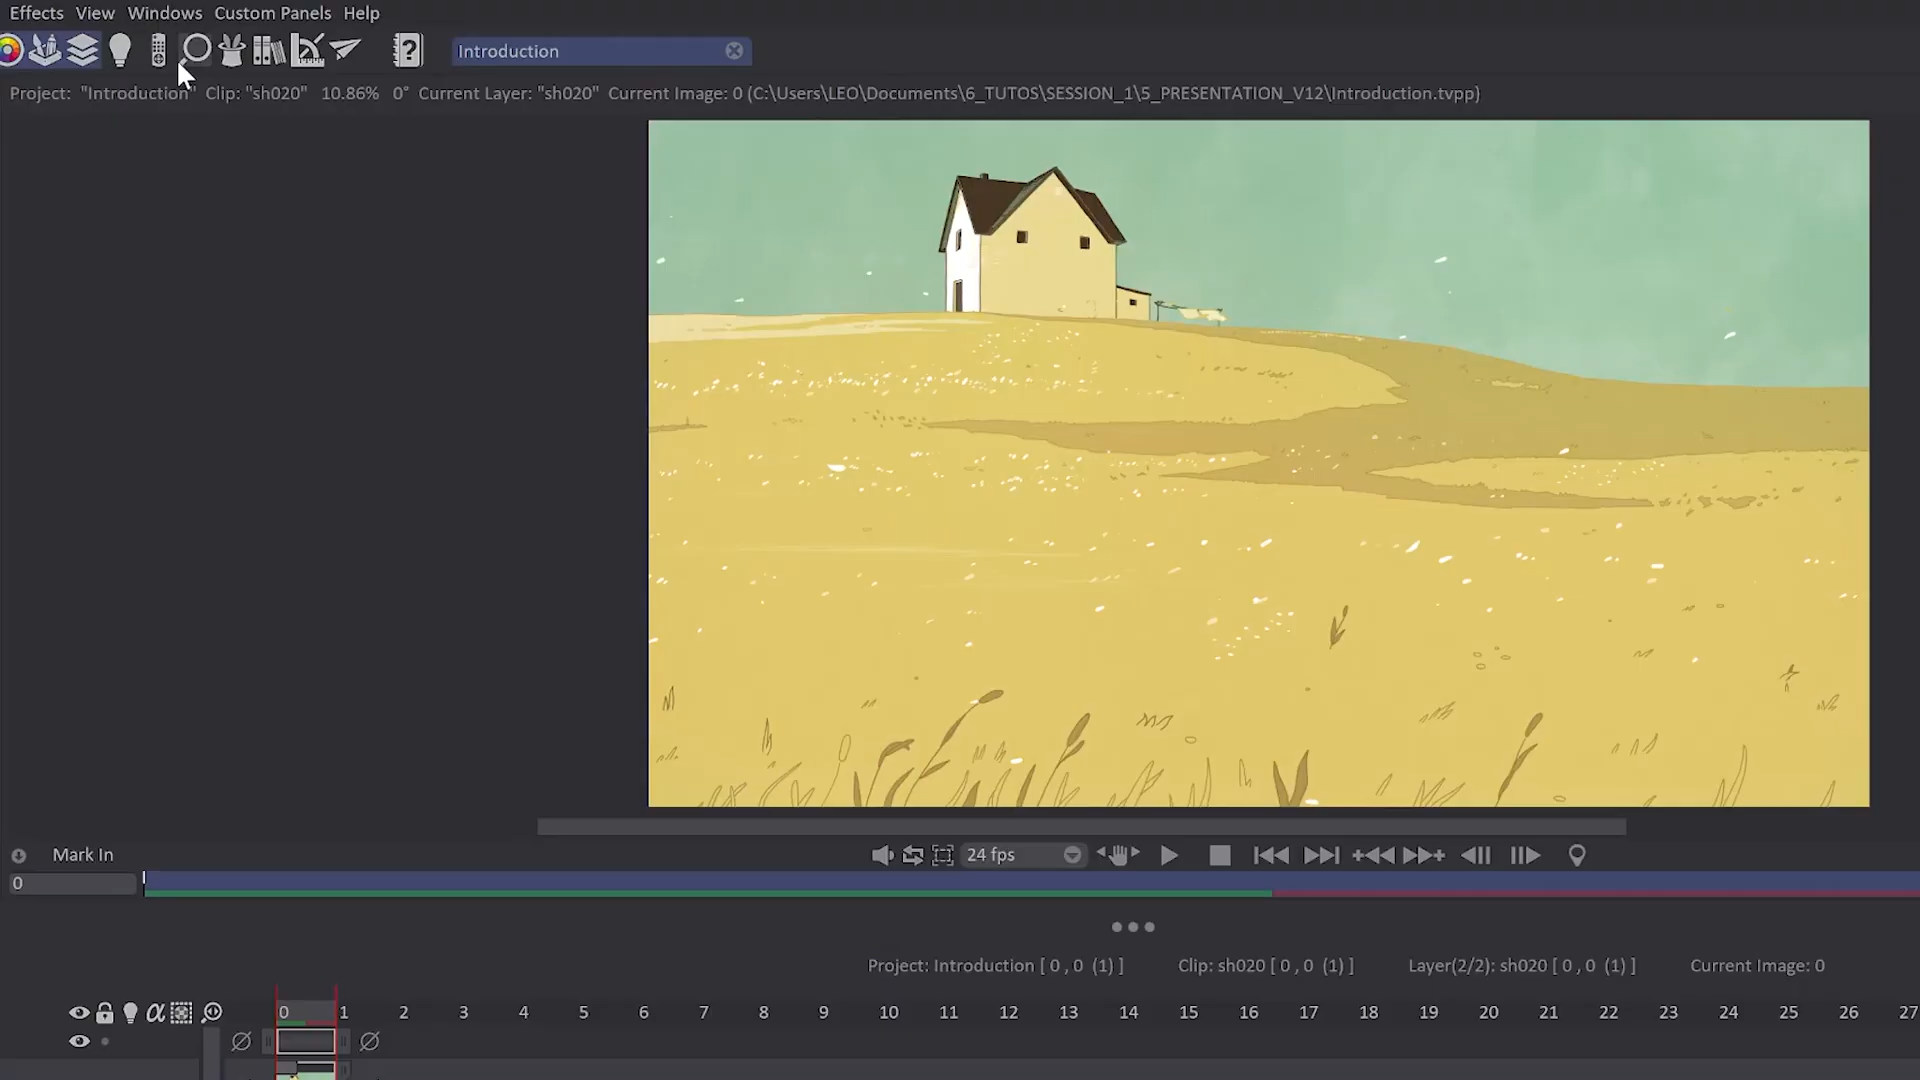 Effects View Windows Custom Panels Help
Introduction
Project: "Introduction" Clip: "sh020" 10.86% 0° Current Layer: "sh020" Current Image: 0 (C:\Users\LEO\Documents\6_TUTOS\SESSION_1\5_PRESENTATION_V12\Introduction.tvpp)
Mark In
24 fps
0
Project: Introduction [ 0 , 0 (1) ] Clip: sh020 [ 0 , 0 (1) ] Layer(2/2): sh020 [ 0 , 0 (1) ] Current Image: 0
0 1 2 3 4 5 6 7 8 9 10 11 12 13 14 15 16 17 18 19 20 21 22 23 24 25 26 27